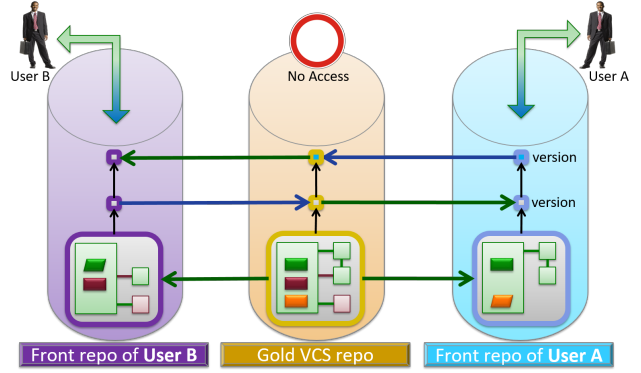 User B
No Access
User A
version
version
Front repo of User B
Gold VCS repo
Front repo of User A